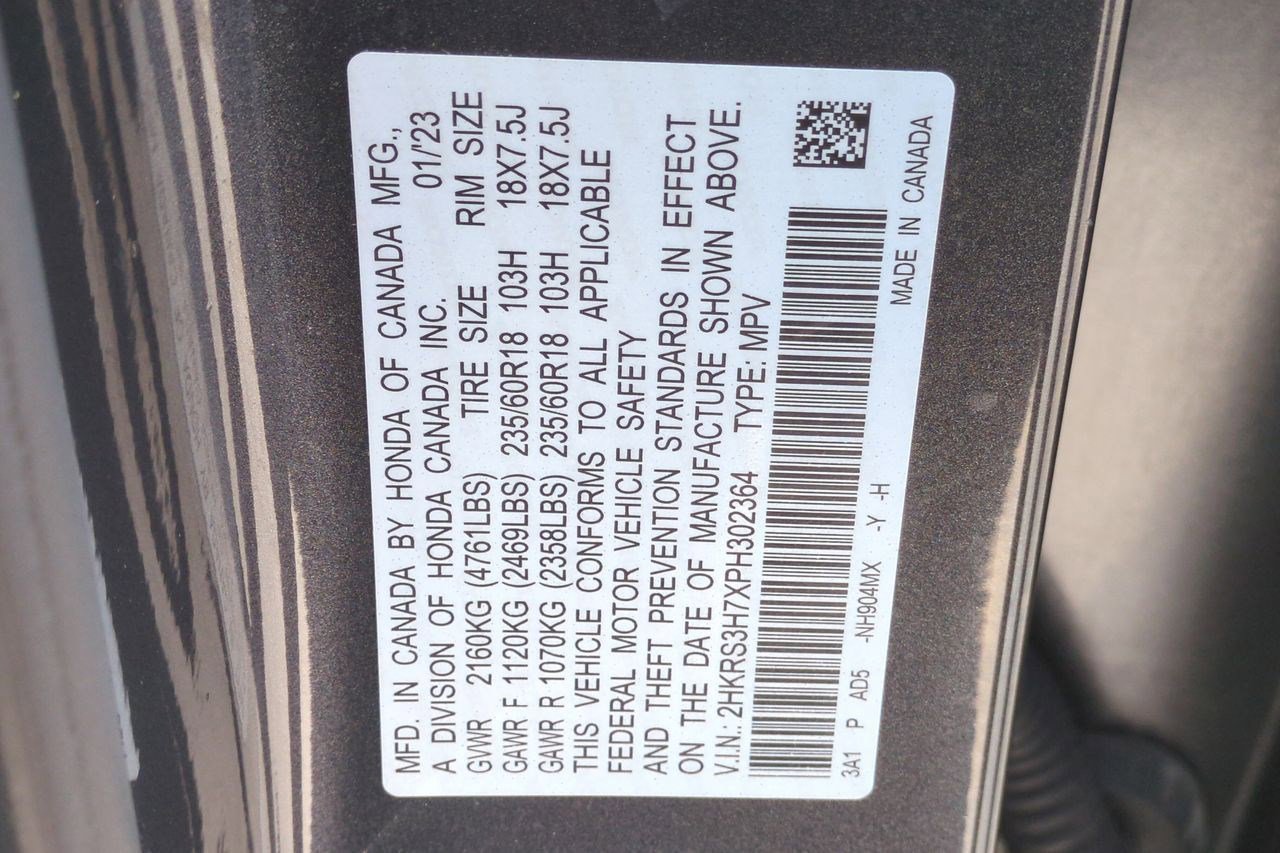 MFD. IN CANADA BY HONDA OF CANADA MFG.,
A DIVISION OF HONDA CANADA INC. 01/'23
GVWR 2160KG (4761LBS) TIRE SIZE RIM SIZE
GAWR F 1120KG (2469LBS) 235/60R18 103H 18X7.5J
GAWR R 1070KG (2358LBS) 235/60R18 103H 18X7.5J
THIS VEHICLE CONFORMS TO ALL APPLICABLE
FEDERAL MOTOR VEHICLE SAFETY
AND THEFT PREVENTION STANDARDS IN EFFECT
ON THE DATE OF MANUFACTURE SHOWN ABOVE.
V.I.N.: 2HKRS3H7XPH302364 TYPE: MPV
3A1 P AD5 -NH904MX -Y -H
MADE IN CANADA